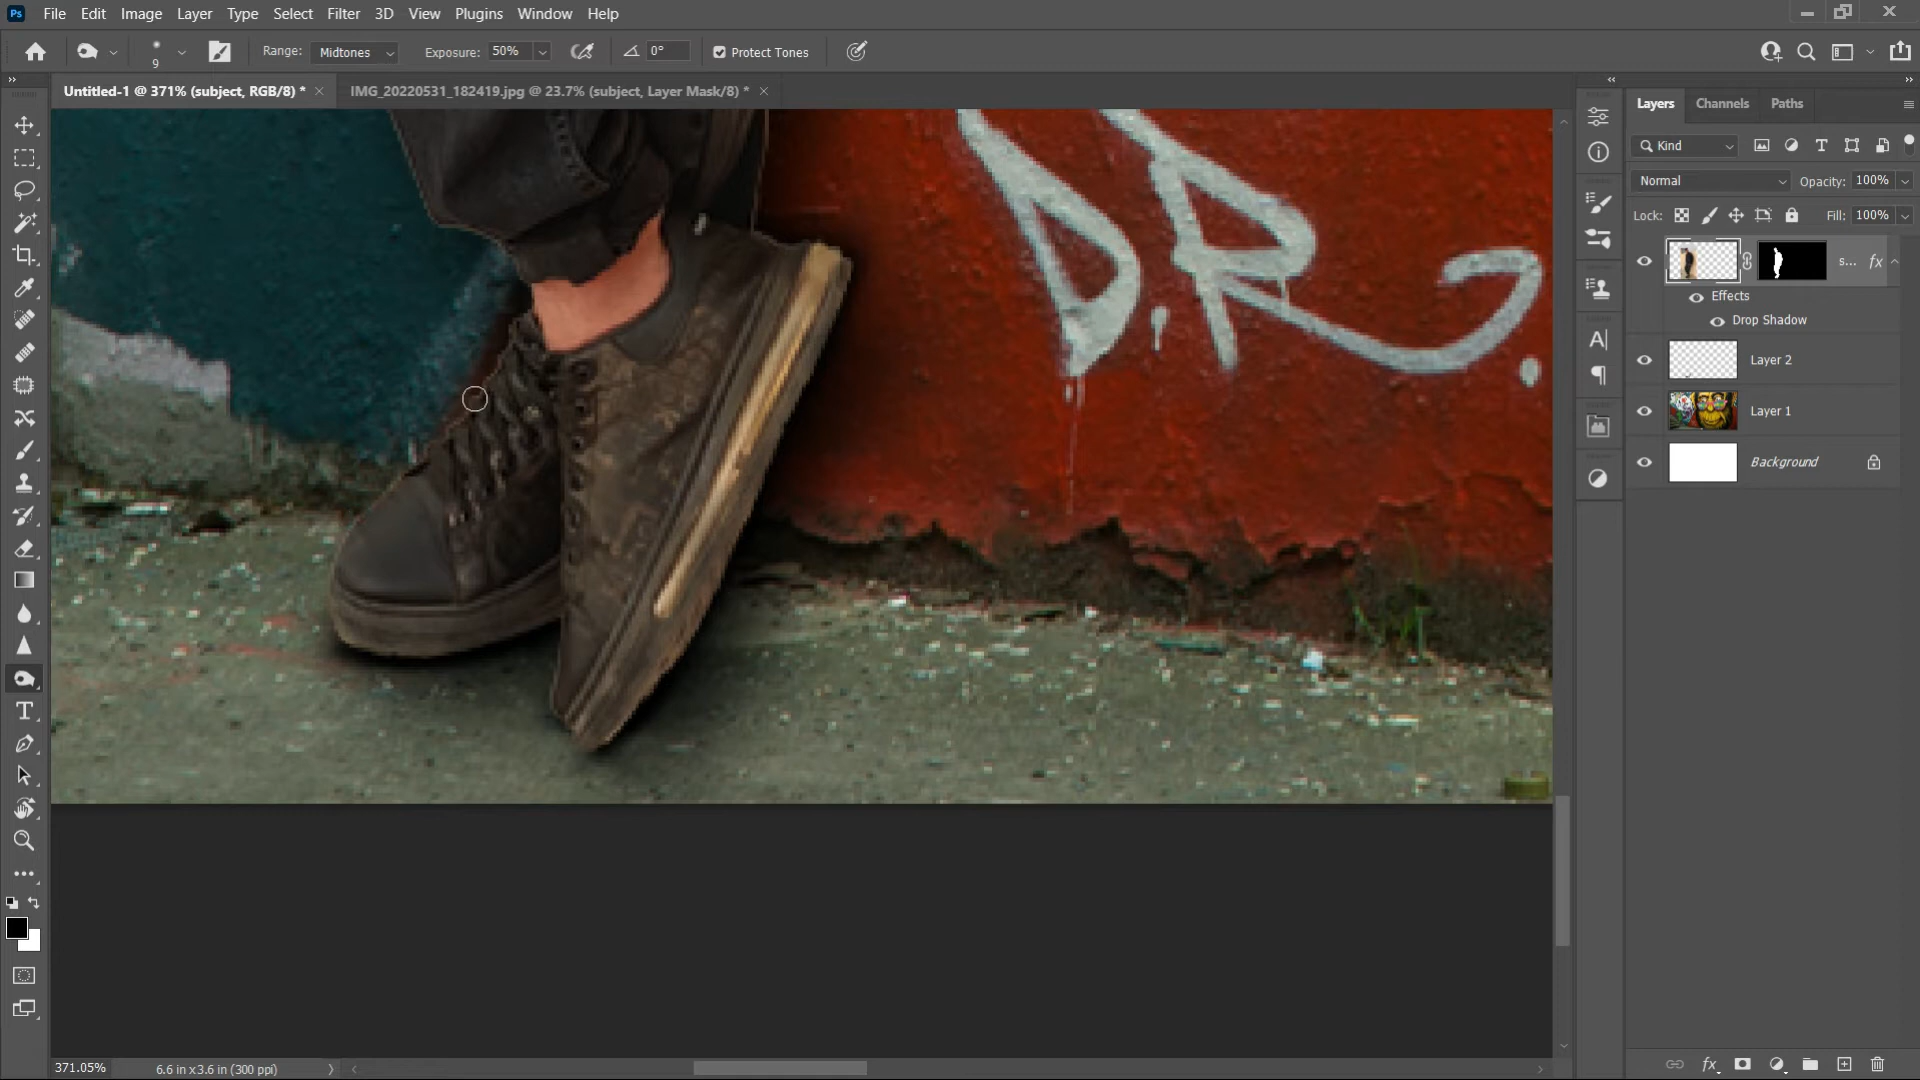 Ps File Edit Image Layer Type Select Filter 3D View Plugins Window Help
9 Range: Midtones Exposure: 50% 0° Protect Tones
Untitled-1 @ 371% (subject, RGB/8) * × IMG_20220531_182419.jpg @ 23.7% (subject, Layer Mask/8) * ×
Layers Channels Paths
Kind
Normal Opacity: 100%
Lock: Fill: 100%
s... fx
Effects
Drop Shadow
Layer 2
Layer 1
Background
D.R
371.05% 6.6 in x 3.6 in (300 ppi)
fx